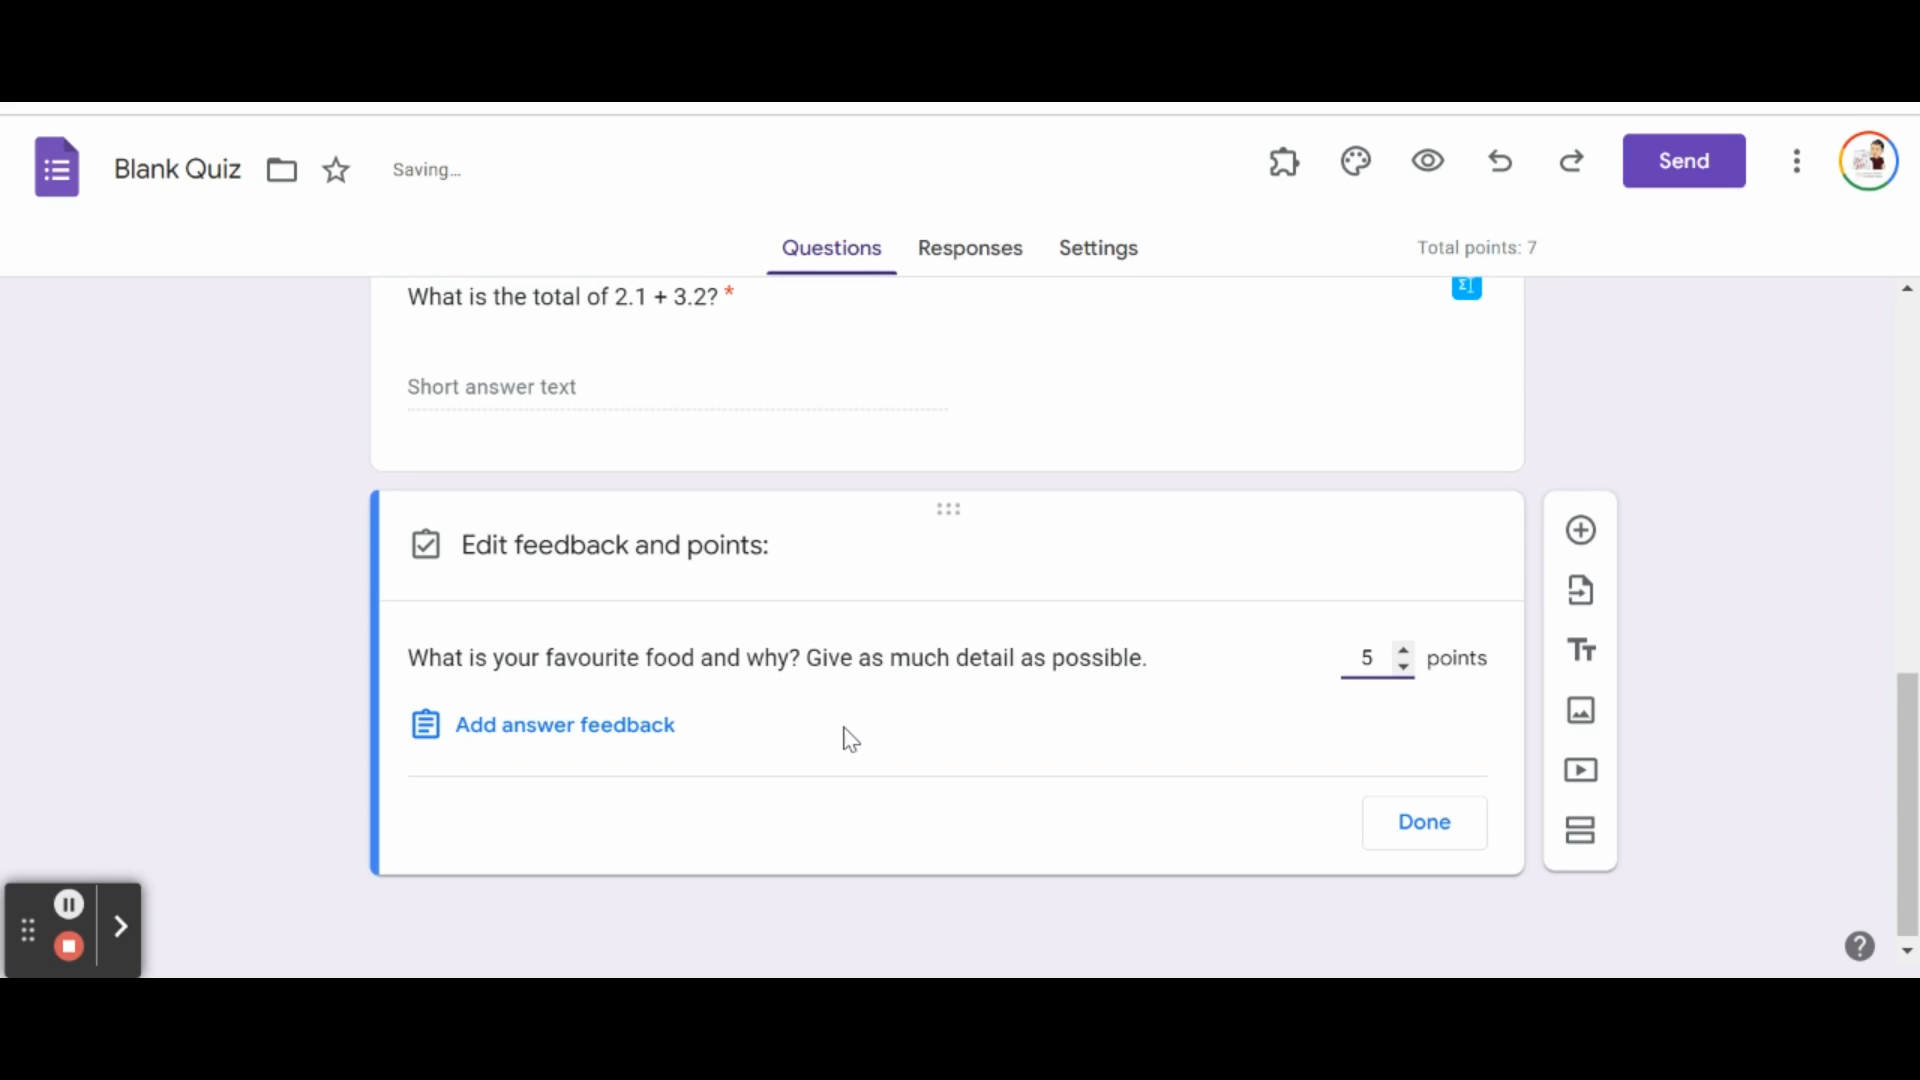 Blank Quiz
Saving...
Send
Questions
Responses
Settings
Total points: 7
What is the total of 2.1 + 3.2? *
Short answer text
Edit feedback and points:
What is your favourite food and why? Give as much detail as possible.
5 points
Add answer feedback
Done